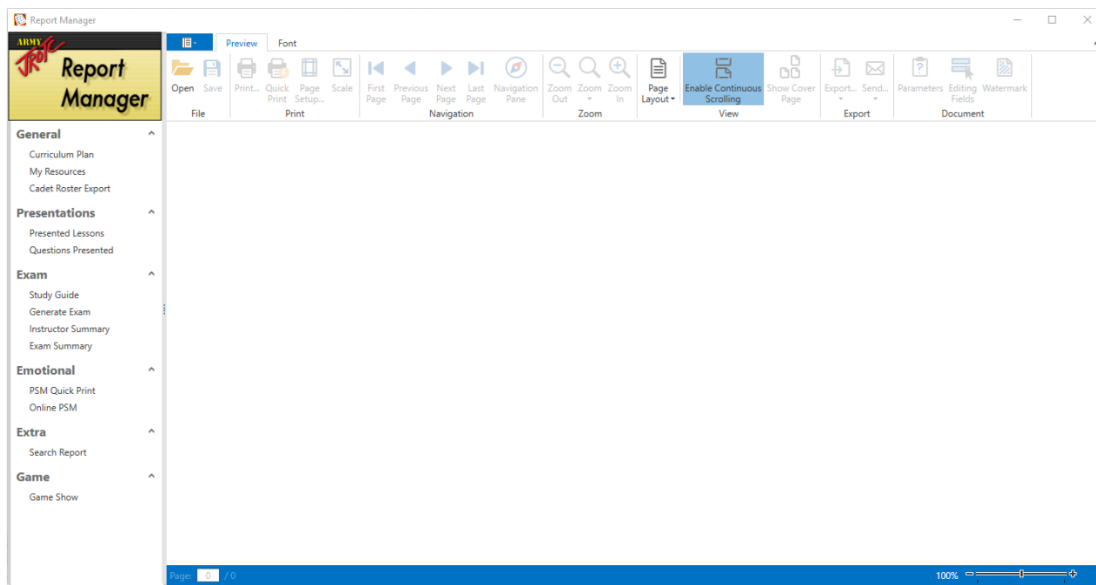 Report Manager
ARMY
JROTC
Report
Manager
Preview Font
Open Save Print... Quick Print Page Setup... Scale First Page Previous Page Next Page Last Page Navigation Pane Zoom Out Zoom Zoom In Page Layout Enable Continuous Scrolling Show Cover Page Export... Send... Parameters Editing Fields Watermark
File Print Navigation Zoom View Export Document
General
Curriculum Plan
My Resources
Cadet Roster Export
Presentations
Presented Lessons
Questions Presented
Exam
Study Guide
Generate Exam
Instructor Summary
Exam Summary
Emotional
PSM Quick Print
Online PSM
Extra
Search Report
Game
Game Show
Page: 0 / 0 100%